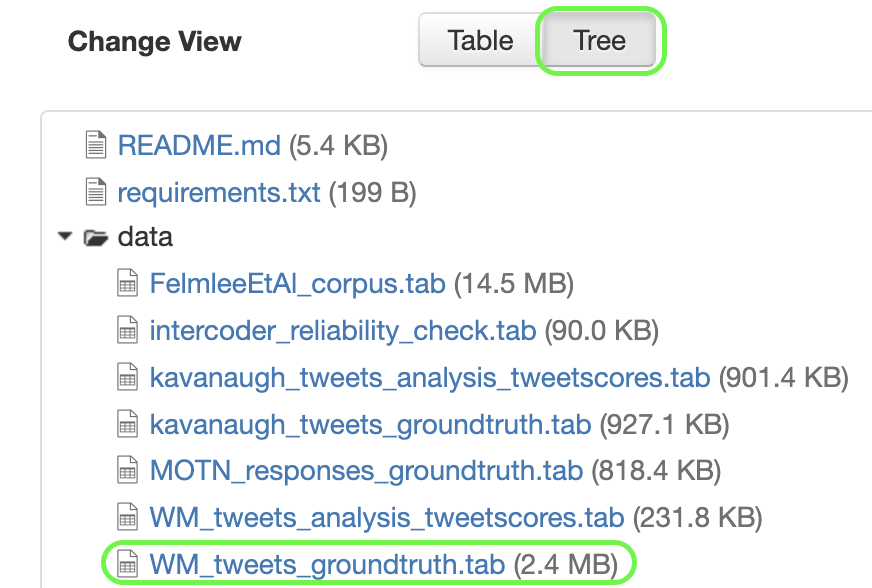 Change View
Table Tree
README.md (5.4 KB)
requirements.txt (199 B)
data
FelmleeEtAl_corpus.tab (14.5 MB)
intercoder_reliability_check.tab (90.0 KB)
kavanaugh_tweets_analysis_tweetscores.tab (901.4 KB)
kavanaugh_tweets_groundtruth.tab (927.1 KB)
MOTN_responses_groundtruth.tab (818.4 KB)
WM_tweets_analysis_tweetscores.tab (231.8 KB)
WM_tweets_groundtruth.tab (2.4 MB)